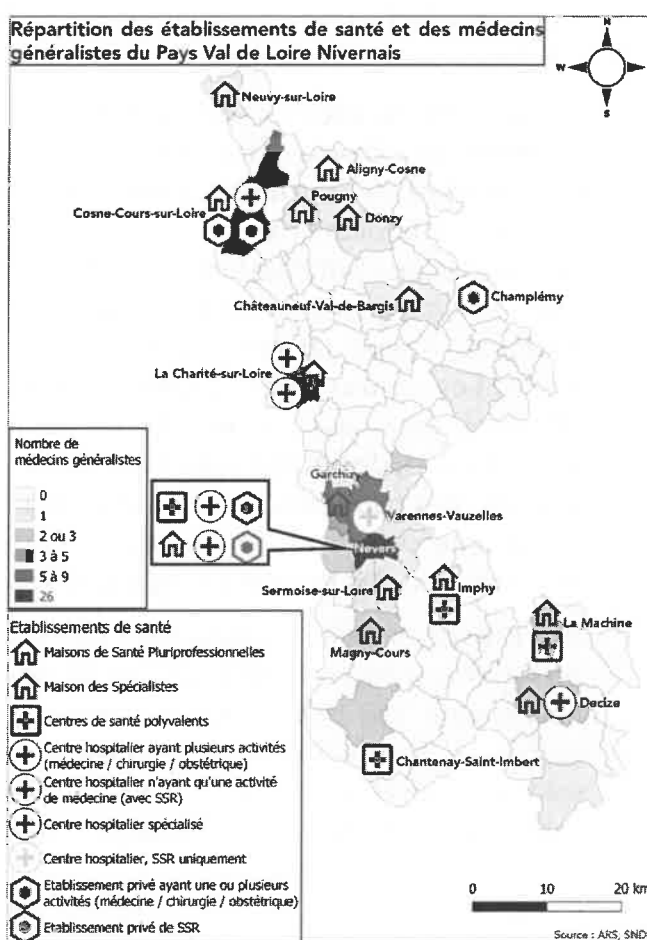 Répartition des établissements de santé et des médecins
généralistes du Pays Val de Loire Nivernais
N
W
E
S
Neuvy-sur-Loire
Aligny-Cosne
Pougny
Cosne-Cours-sur-Loire
Donzy
Châteauneuf-Val-de-Bargis
Champlémy
La Charité-sur-Loire
Garchizy
Varennes-Vauzelles
Nevers
Sermoise-sur-Loire
Imphy
La Machine
Magny-Cours
Decize
Chantenay-Saint-Imbert
Nombre de
médecins généralistes
0
1
2 ou 3
3 à 5
5 à 9
26
Etablissements de santé
Maisons de Santé Pluriprofessionnelles
Maison des Spécialistes
Centres de santé polyvalents
Centre hospitalier ayant plusieurs activités
(médecine / chirurgie / obstétrique)
Centre hospitalier n'ayant qu'une activité
de médecine (avec SSR)
Centre hospitalier spécialisé
Centre hospitalier, SSR uniquement
Etablissement privé ayant une ou plusieurs
activités (médecine / chirurgie / obstétrique)
Etablissement privé de SSR
0 10 20 km
Source : ARS, SND